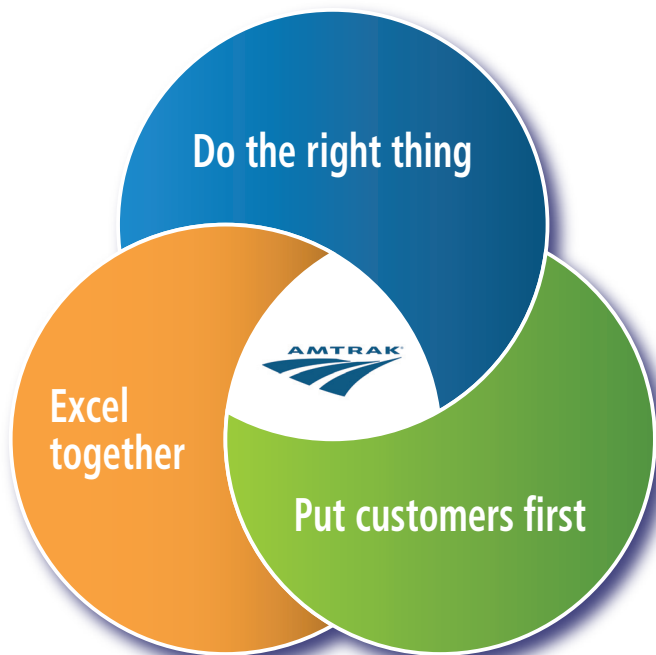 Do the right thing
AMTRAK
Excel
together
Put customers first